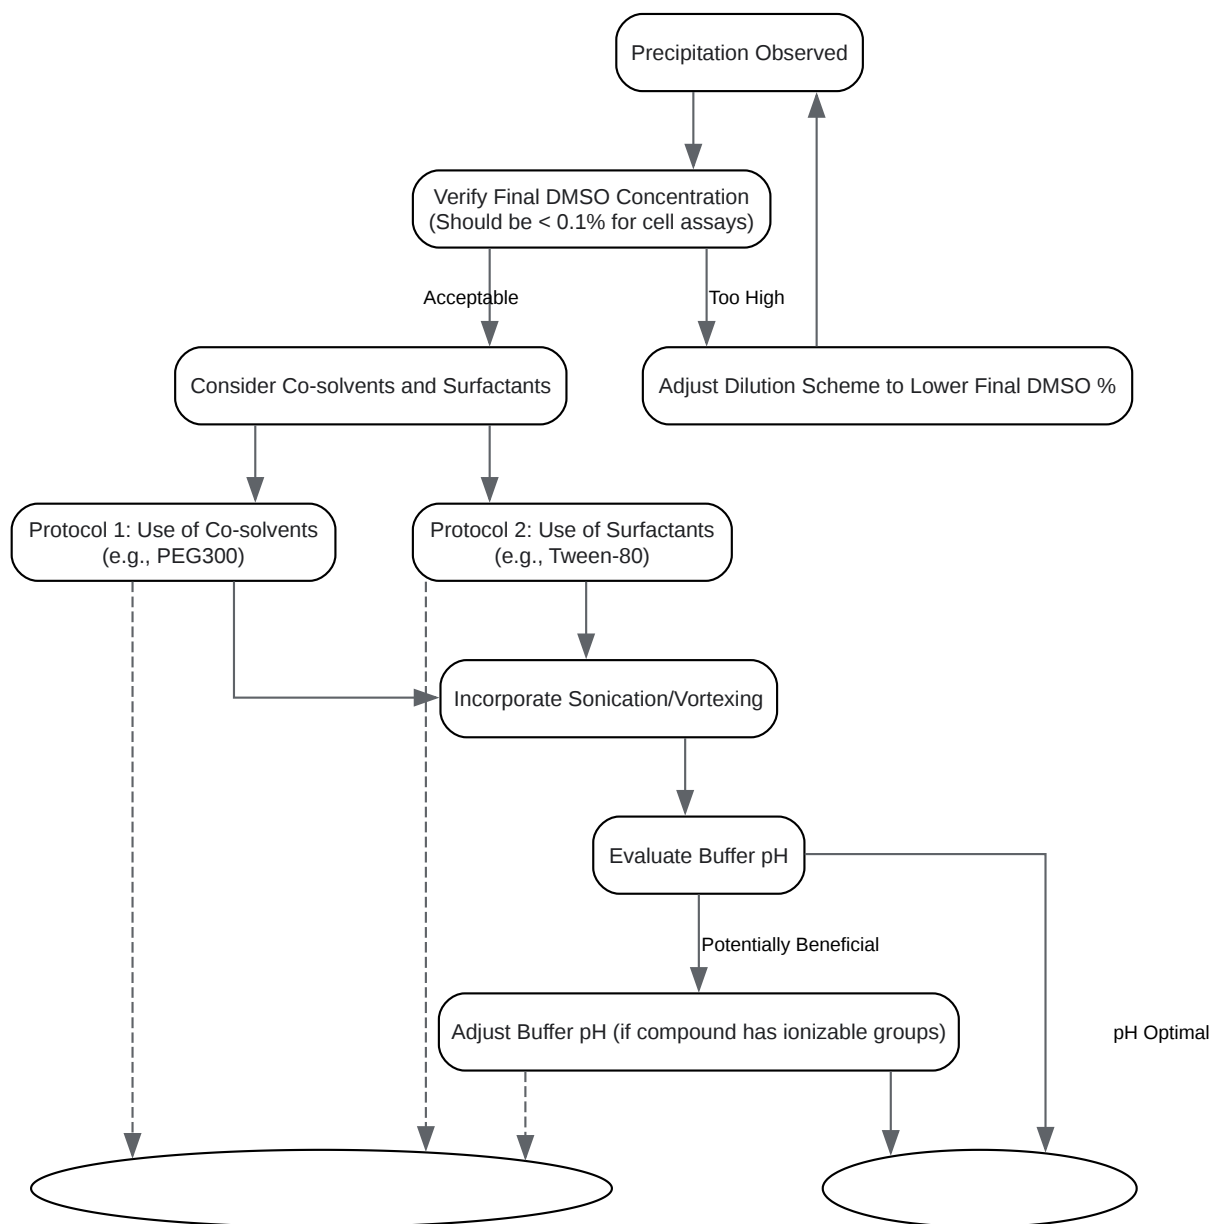 Precipitation Observed
Verify Final DMSO Concentration
(Should be < 0.1% for cell assays)
Acceptable
Too High
Consider Co-solvents and Surfactants
Adjust Dilution Scheme to Lower Final DMSO %
Protocol 1: Use of Co-solvents
(e.g., PEG300)
Protocol 2: Use of Surfactants
(e.g., Tween-80)
Incorporate Sonication/Vortexing
Evaluate Buffer pH
Potentially Beneficial
Adjust Buffer pH (if compound has ionizable groups)
pH Optimal